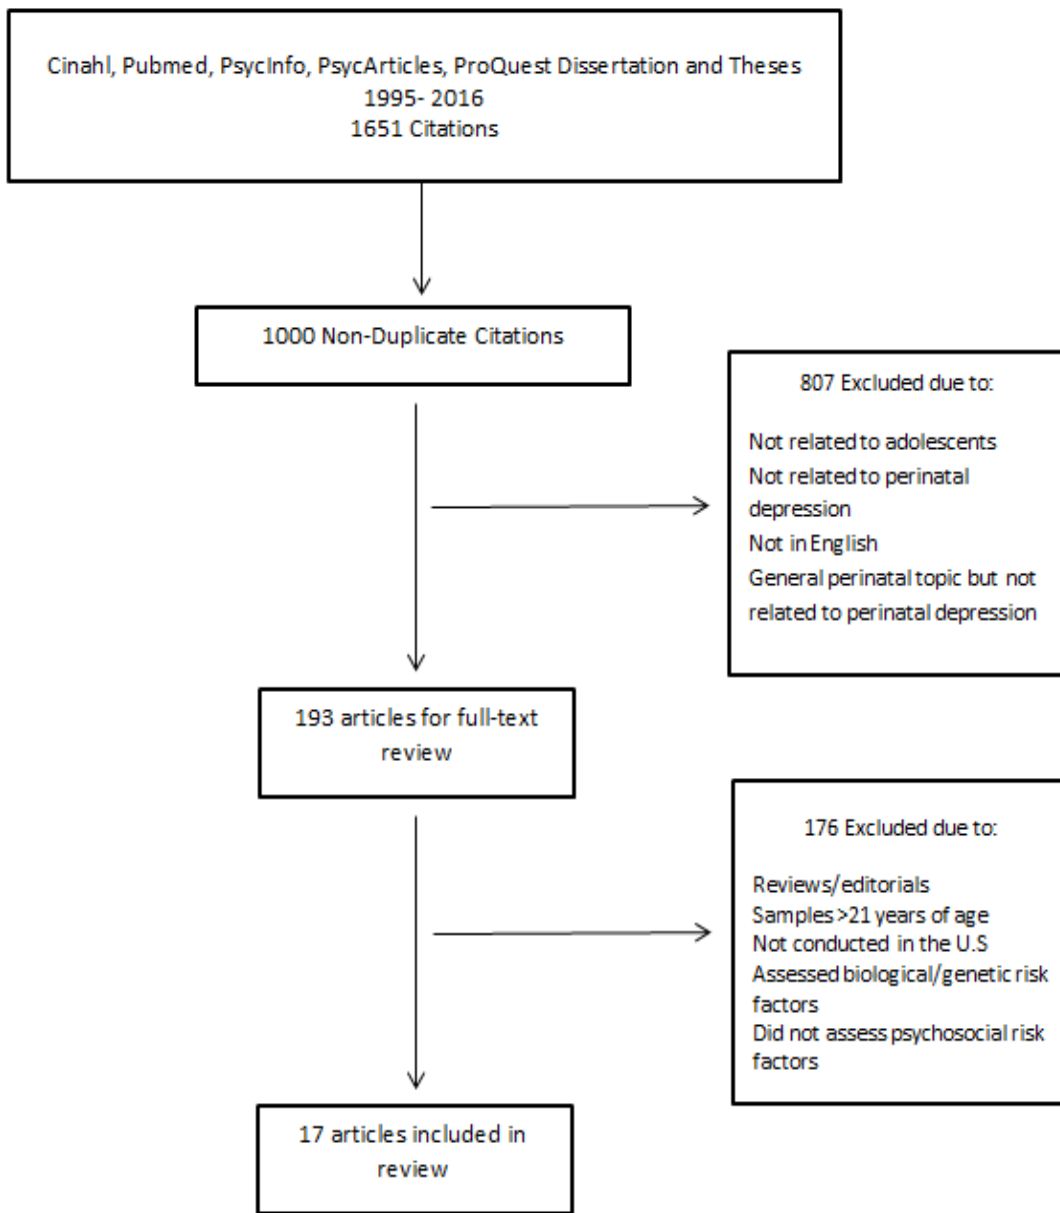 Cinahl, Pubmed, PsycInfo, PsycArticles, ProQuest Dissertation and Theses
1995- 2016
1651 Citations
1000 Non-Duplicate Citations
807 Excluded due to:
Not related to adolescents
Not related to perinatal
depression
Not in English
General perinatal topic but not
related to perinatal depression
193 articles for full-text
review
176 Excluded due to:
Reviews/editorials
Samples >21 years of age
Not conducted in the U.S
Assessed biological/genetic risk
factors
Did not assess psychosocial risk
factors
17 articles included in
review